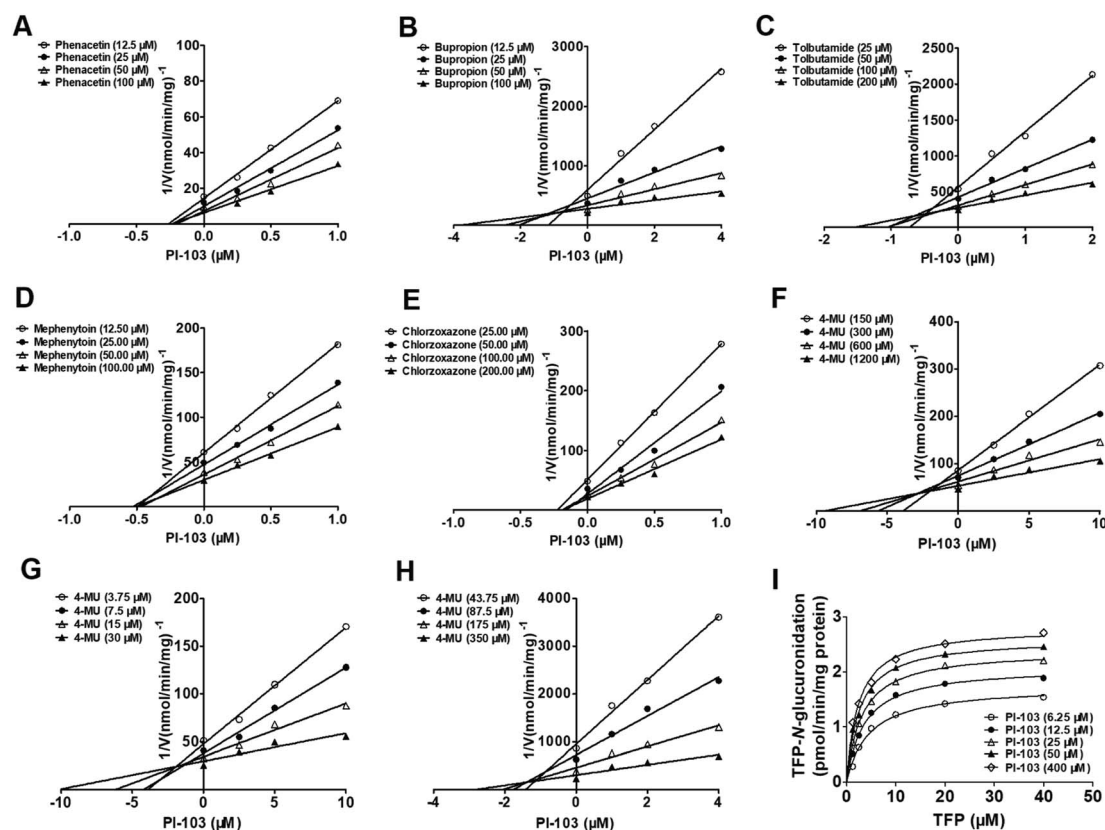 A
Phenacetin (12.5 µM)
Phenacetin (25 µM)
Phenacetin (50 µM)
Phenacetin (100 µM)
1/V(nmol/min/mg)⁻¹
80
60
40
20
-1.0 -0.5 0.0 0.5 1.0
PI-103 (µM)
B
Bupropion (12.5 µM)
Bupropion (25 µM)
Bupropion (50 µM)
Bupropion (100 µM)
1/V(nmol/min/mg)⁻¹
3000
2000
1000
-4 -2 0 2 4
PI-103 (µM)
C
Tolbutamide (25 µM)
Tolbutamide (50 µM)
Tolbutamide (100 µM)
Tolbutamide (200 µM)
1/V(nmol/min/mg)⁻¹
2500
2000
1500
1000
500
-2 -1 0 1 2
PI-103 (µM)
D
Mephenytoin (12.50 µM)
Mephenytoin (25.00 µM)
Mephenytoin (50.00 µM)
Mephenytoin (100.00 µM)
1/V(nmol/min/mg)⁻¹
200
150
100
50
-1.0 -0.5 0.0 0.5 1.0
PI-103 (µM)
E
Chlorzoxazone (25.00 µM)
Chlorzoxazone (50.00 µM)
Chlorzoxazone (100.00 µM)
Chlorzoxazone (200.00 µM)
1/V(nmol/min/mg)⁻¹
300
200
100
-1.0 -0.5 0.0 0.5 1.0
PI-103 (µM)
F
4-MU (150 µM)
4-MU (300 µM)
4-MU (600 µM)
4-MU (1200 µM)
1/V(nmol/min/mg)⁻¹
400
300
200
100
-10 -5 0 5 10
PI-103 (µM)
G
4-MU (3.75 µM)
4-MU (7.5 µM)
4-MU (15 µM)
4-MU (30 µM)
1/V(nmol/min/mg)⁻¹
200
150
100
50
-10 -5 0 5 10
PI-103 (µM)
H
4-MU (43.75 µM)
4-MU (87.5 µM)
4-MU (175 µM)
4-MU (350 µM)
1/V(nmol/min/mg)⁻¹
4000
3000
2000
1000
-4 -2 0 2 4
PI-103 (µM)
I
TFP-N-glucuronidation
(pmol/min/mg protein)
3
2
1
0
PI-103 (6.25 µM)
PI-103 (12.5 µM)
PI-103 (25 µM)
PI-103 (50 µM)
PI-103 (400 µM)
0 10 20 30 40 50
TFP (µM)